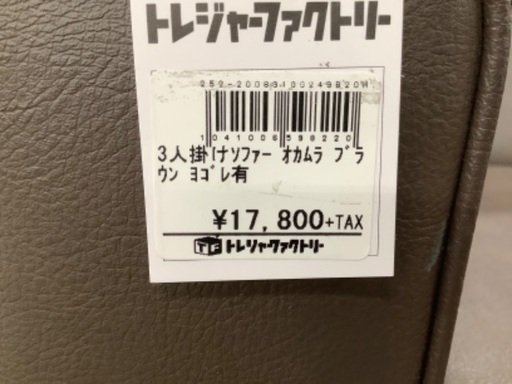 トレジャーファクトリー
1041006598220
3人掛けソファー オカムラ ブラ
ウン ヨゴレ有
¥17,800+TAX
TF トレジャーファクトリー